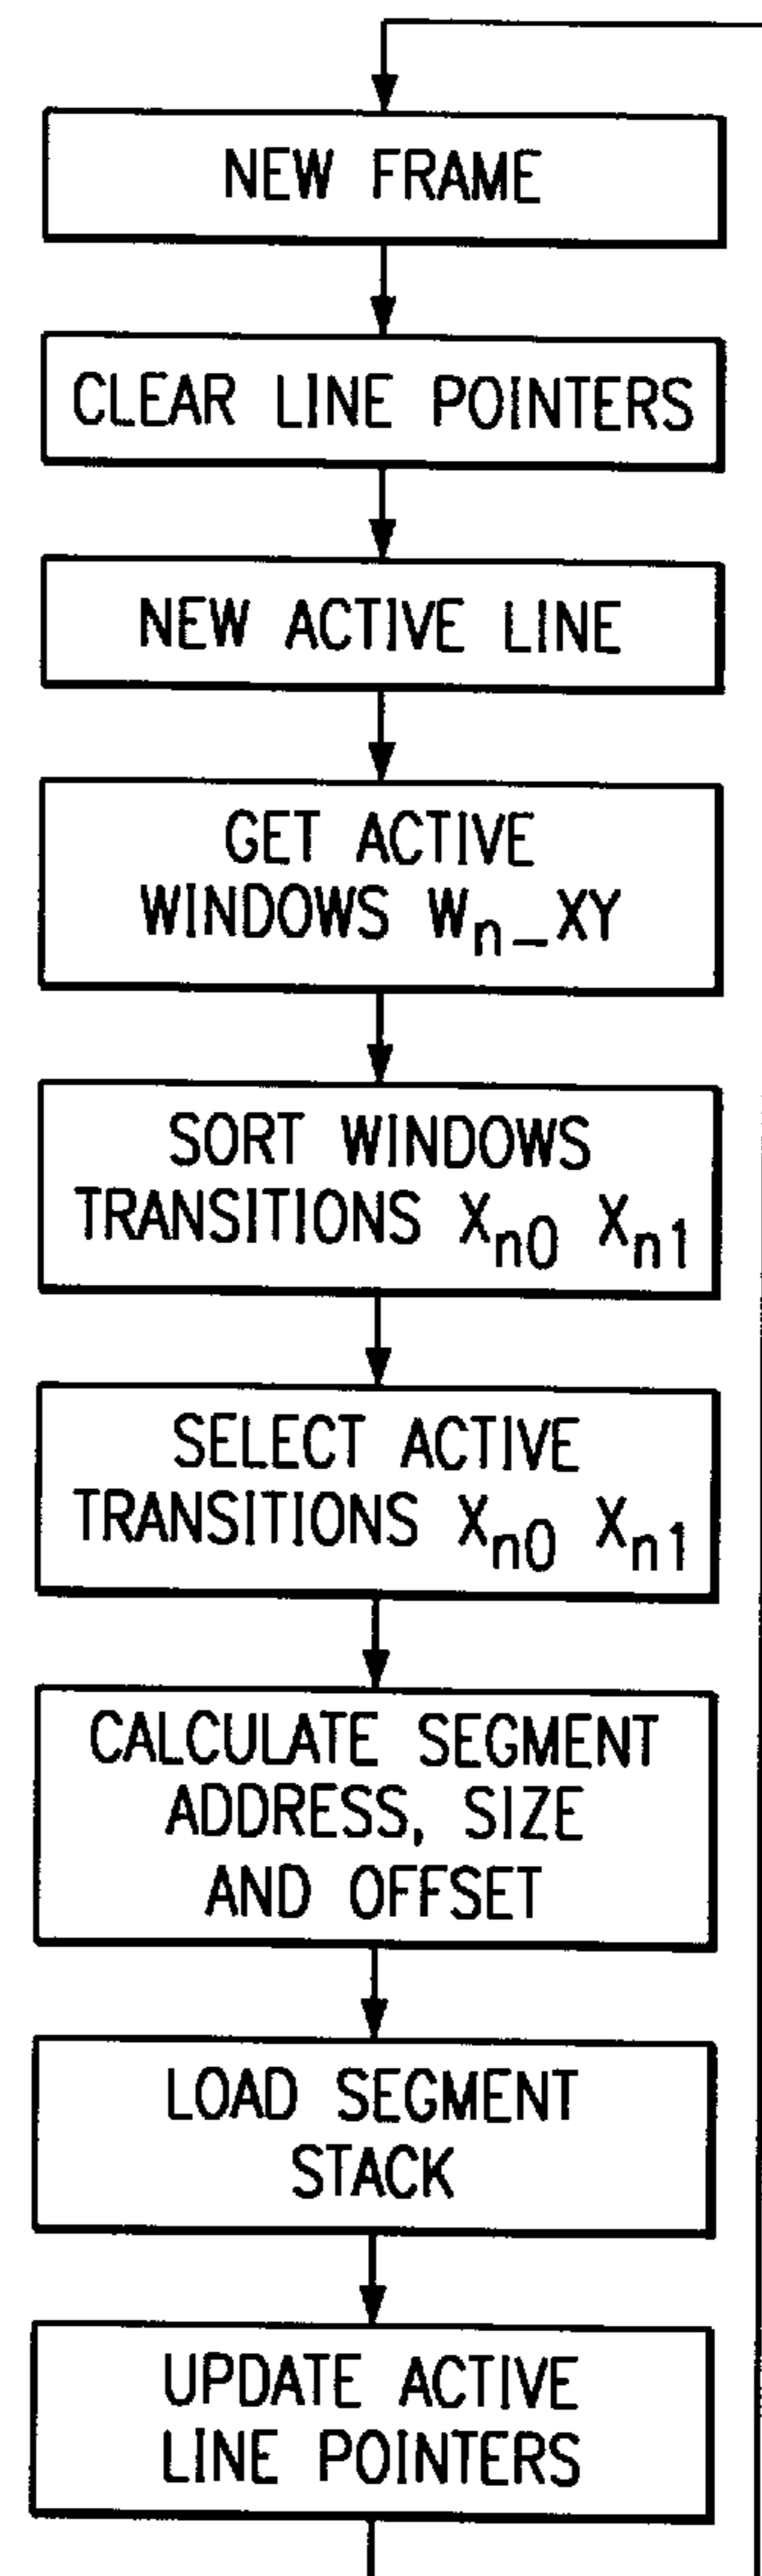 NEW FRAME
CLEAR LINE POINTERS
NEW ACTIVE LINE
GET ACTIVE
WINDOWS Wn_XY
SORT WINDOWS
TRANSITIONS Xn0 Xn1
SELECT ACTIVE
TRANSITIONS Xn0 Xn1
CALCULATE SEGMENT
ADDRESS, SIZE
AND OFFSET
LOAD SEGMENT
STACK
UPDATE ACTIVE
LINE POINTERS